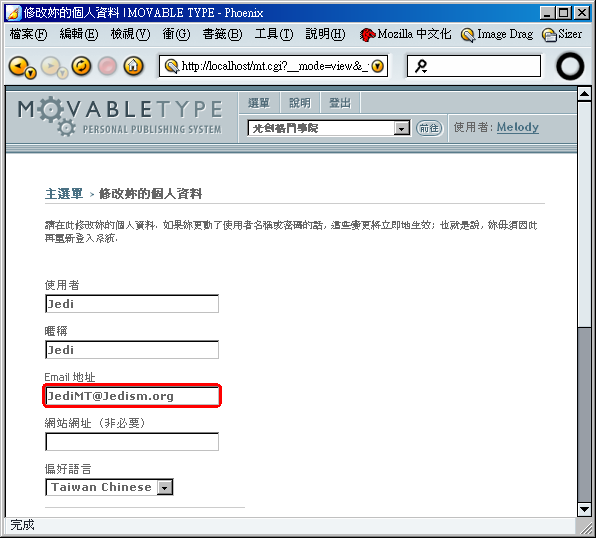 修改妳的個人資料 | MOVABLE TYPE - Phoenix
檔案(F) 編輯(E) 檢視(V) 衝(G) 書籤(B) 工具(T) 說明(H) Mozilla 中文化 Image Drag Sizer
http://localhost/mt.cgi?__mode=view&_
MOVABLETYPE
PERSONAL PUBLISHING SYSTEM
選單 說明 登出
光劍格鬥學院 前往 使用者: Melody
主選單 > 修改妳的個人資料
請在此修改妳的個人資料. 如果妳更動了使用者名稱或密碼的話, 這些變更將立即地生效; 也就是說, 妳毋須因此
再重新登入系統.
使用者
Jedi
暱稱
Jedi
Email 地址
JediMT@Jedism.org
網站網址 (非必要)
偏好語言
Taiwan Chinese
完成